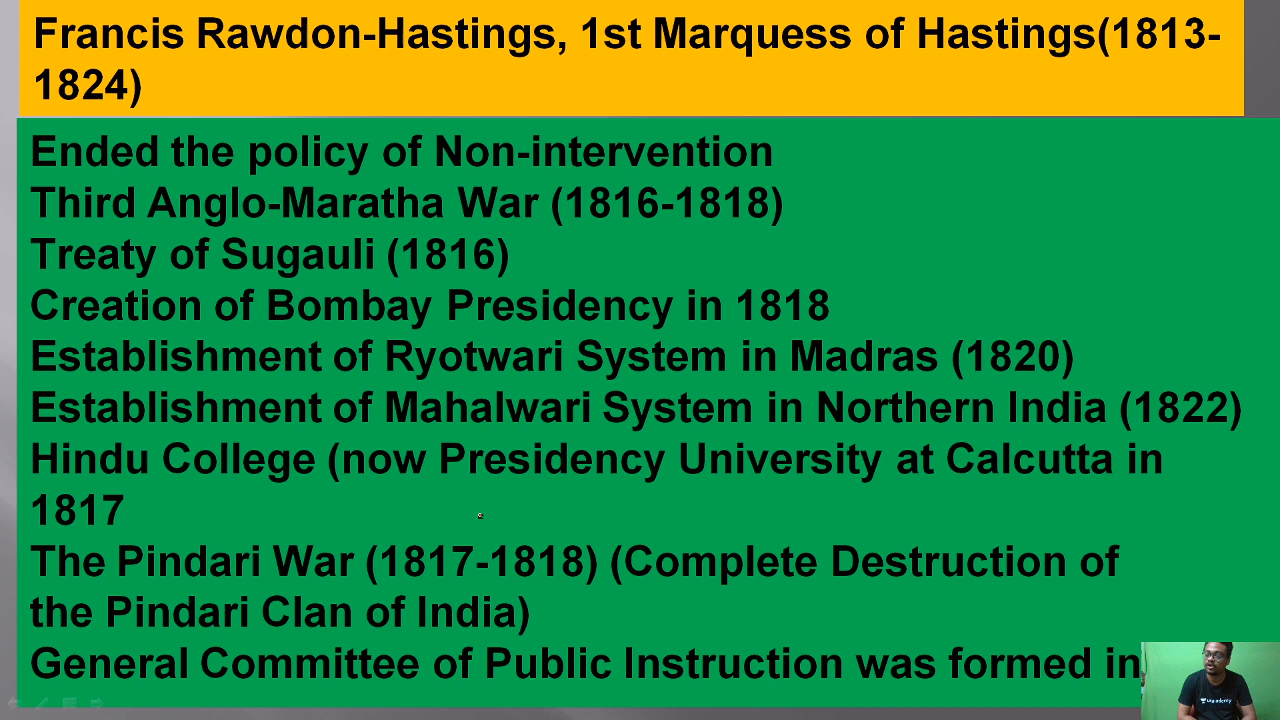 Francis Rawdon-Hastings, 1st Marquess of Hastings(1813-
1824)
Ended the policy of Non-intervention
Third Anglo-Maratha War (1816-1818)
Treaty of Sugauli (1816)
Creation of Bombay Presidency in 1818
Establishment of Ryotwari System in Madras (1820)
Establishment of Mahalwari System in Northern India (1822)
Hindu College (now Presidency University at Calcutta in
1817
The Pindari War (1817-1818) (Complete Destruction of
the Pindari Clan of India)
General Committee of Public Instruction was formed in
unacademy